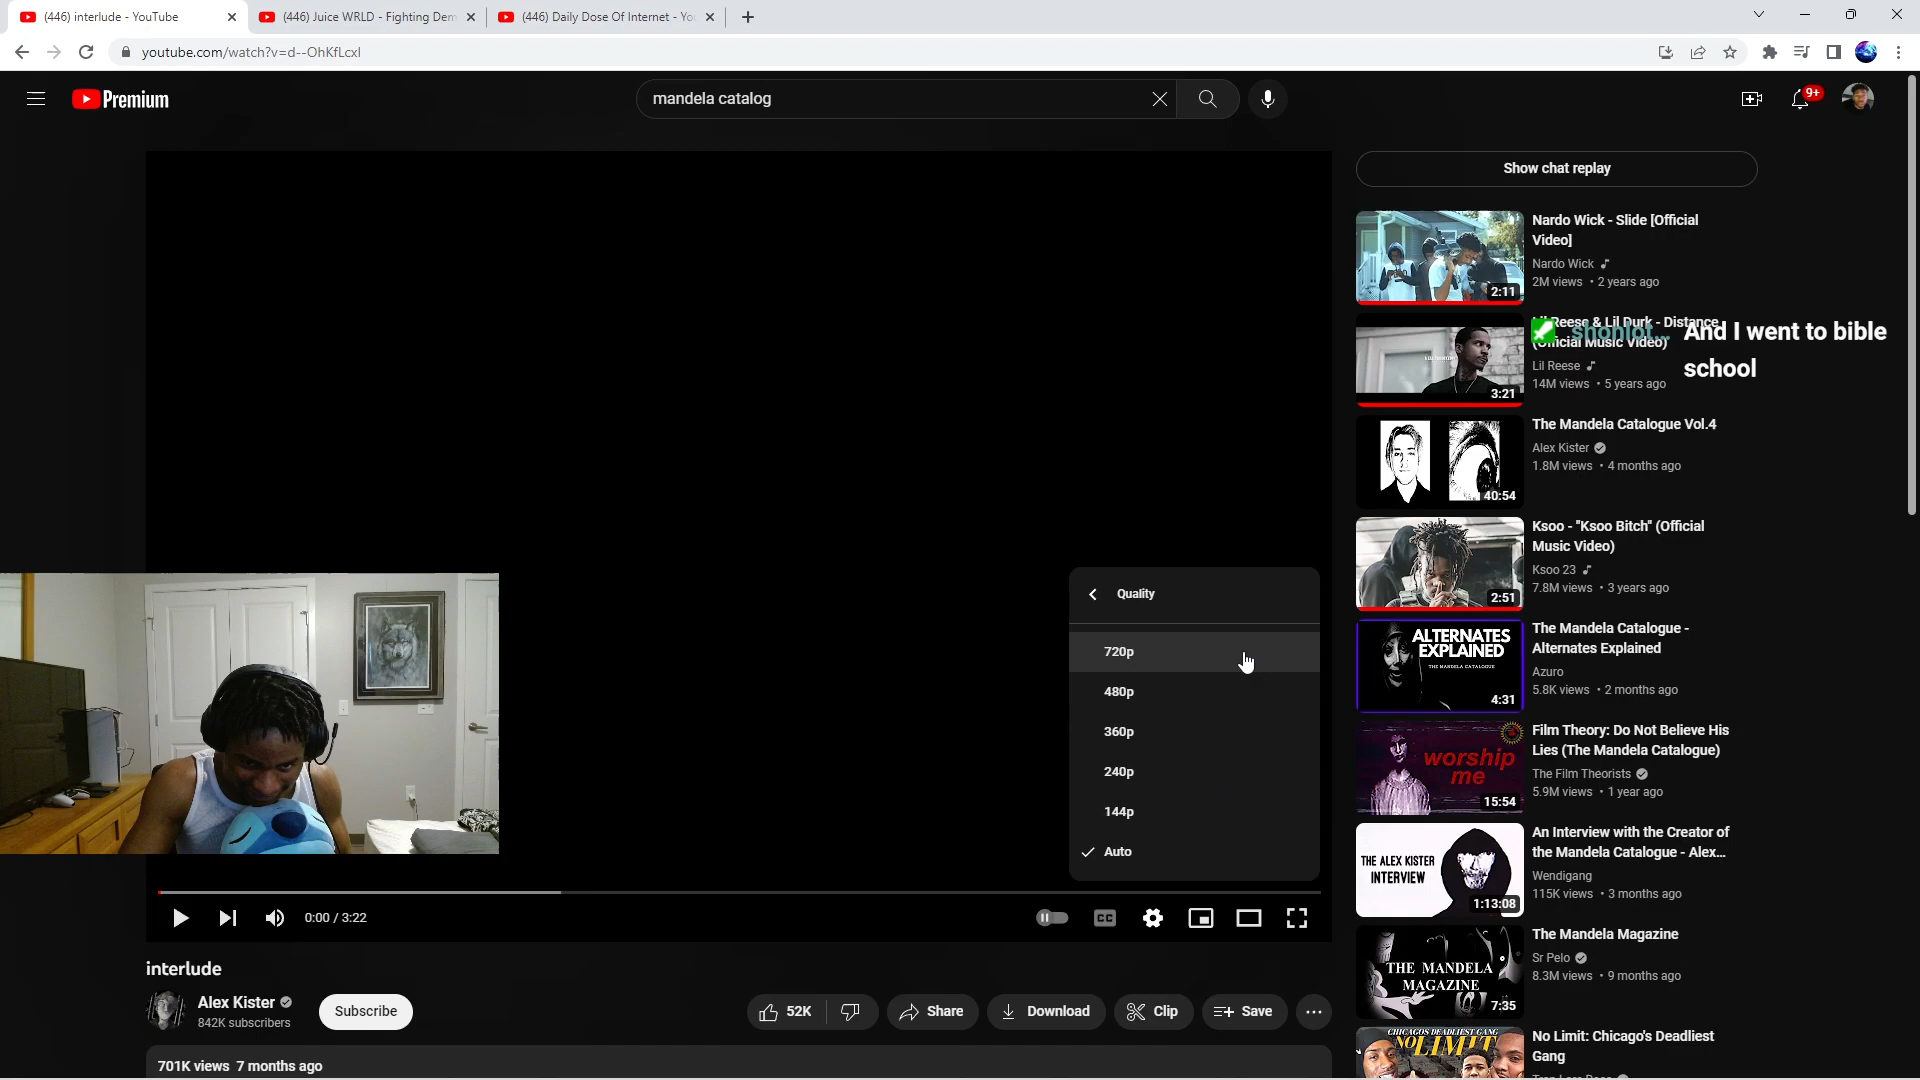 (446) interlude - YouTube
(446) Juice WRLD - Fighting Dem
(446) Daily Dose Of Internet - Yo
youtube.com/watch?v=d--OhKfLcxI
Premium
mandela catalog
9+
Show chat replay
2:11
Nardo Wick - Slide [Official
Video]
Nardo Wick
2M views • 2 years ago
3:21
Lil Reese & Lil Durk - Distance
(Official Music Video)
Lil Reese
14M views • 5 years ago
And I went to bible
school
40:54
The Mandela Catalogue Vol.4
Alex Kister
1.8M views • 4 months ago
2:51
Ksoo - "Ksoo Bitch" (Official
Music Video)
Ksoo 23
7.8M views • 3 years ago
ALTERNATES
EXPLAINED
THE MANDELA CATALOGUE
4:31
The Mandela Catalogue -
Alternates Explained
Azuro
5.8K views • 2 months ago
worship
me
15:54
Film Theory: Do Not Believe His
Lies (The Mandela Catalogue)
The Film Theorists
5.9M views • 1 year ago
THE ALEX KISTER
INTERVIEW
1:13:08
An Interview with the Creator of
the Mandela Catalogue - Alex...
Wendigang
115K views • 3 months ago
THE MANDELA
MAGAZINE
7:35
The Mandela Magazine
Sr Pelo
8.3M views • 9 months ago
CHICAGOS DEADLIEST GANG
NO LIMIT
No Limit: Chicago's Deadliest
Gang
Quality
720p
480p
360p
240p
144p
Auto
0:00 / 3:22
CC
interlude
Alex Kister
842K subscribers
Subscribe
52K
Share
Download
Clip
Save
701K views 7 months ago